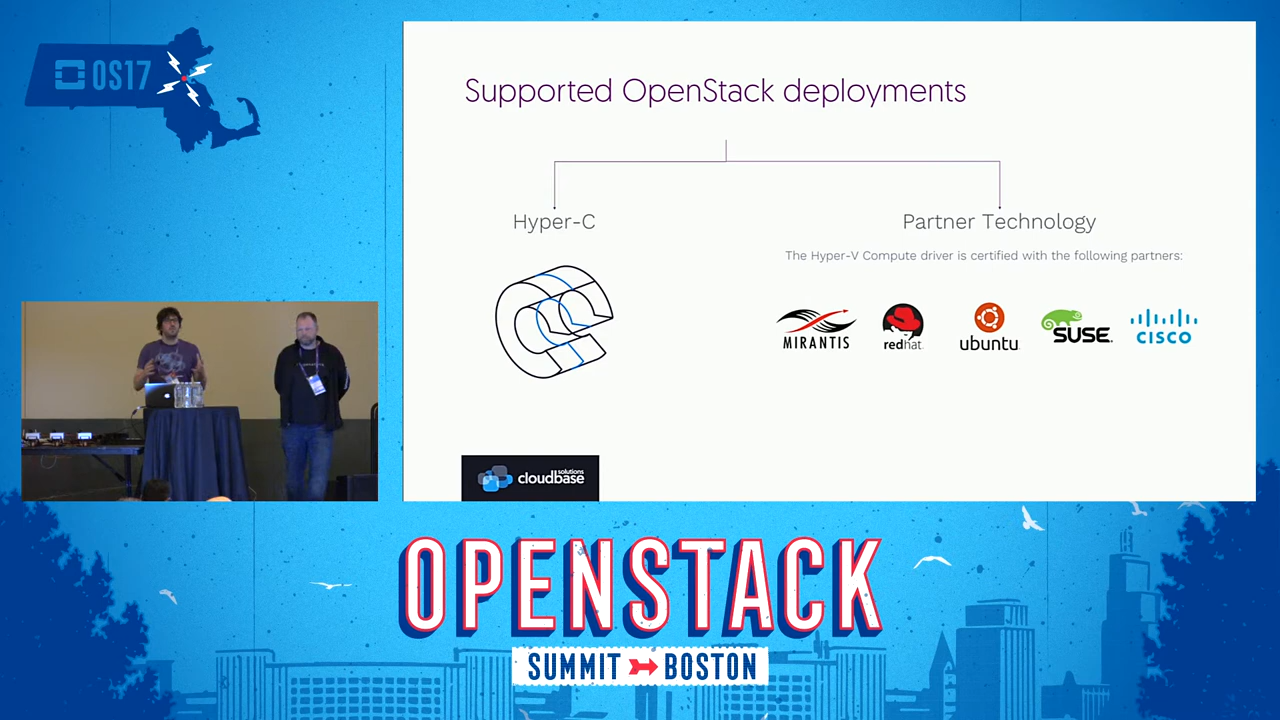 OS17
Supported OpenStack deployments
Hyper-C
Partner Technology
The Hyper-V Compute driver is certified with the following partners:
MIRANTIS
redhat.
ubuntu
SUSE
CISCO
cloudbase
solutions
OPENSTACK
SUMMIT BOSTON